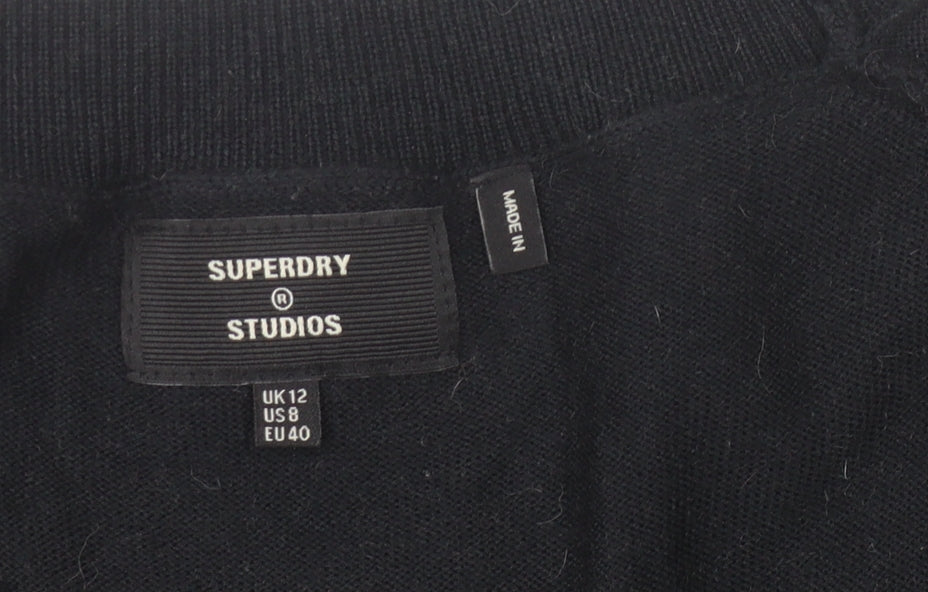 SUPERDRY
®
STUDIOS
UK 12
US 8
EU 40
MADE IN